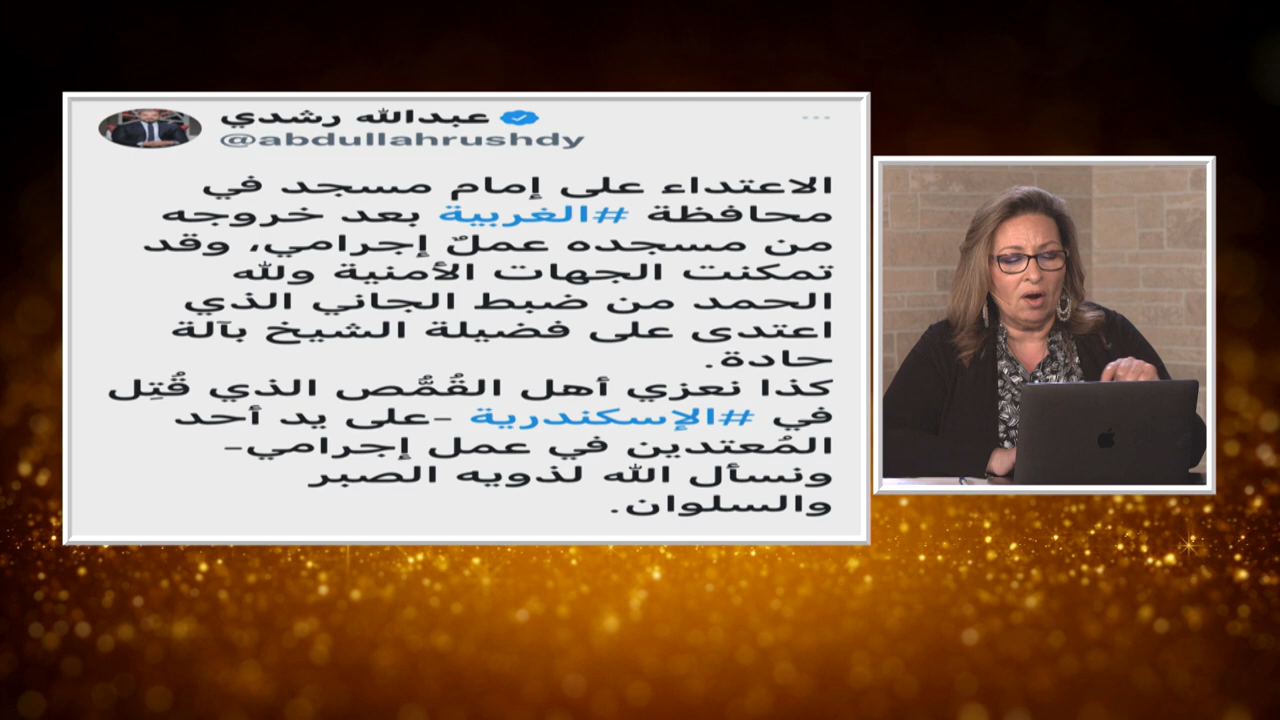 عبدالله رشدي
@abdullahrushdy
الاعتداء على إمام مسجد في
محافظة #الغربية بعد خروجه
من مسجده عملٌ إجرامي، وقد
تمكنت الجهات الأمنية ولله
الحمد من ضبط الجاني الذي
اعتدى على فضيلة الشيخ بآلة
حادة.
كذا نعزي أهل القُمُّص الذي قُتِل
في #الإسكندرية -على يد أحد
المُعتدين في عمل إجرامي-
ونسأل الله لذويه الصبر
والسلوان.